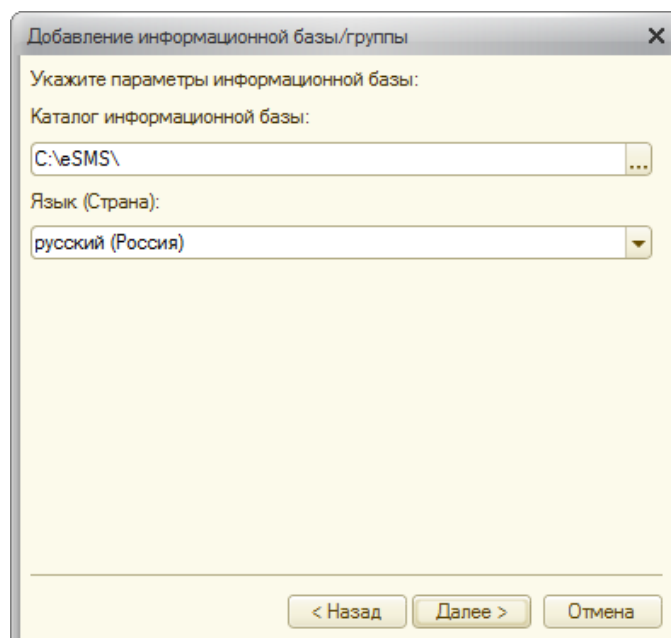 Добавление информационной базы/группы
Укажите параметры информационной базы:
Каталог информационной базы:
C:\eSMS\
...
Язык (Страна):
русский (Россия)
< Назад Далее > Отмена